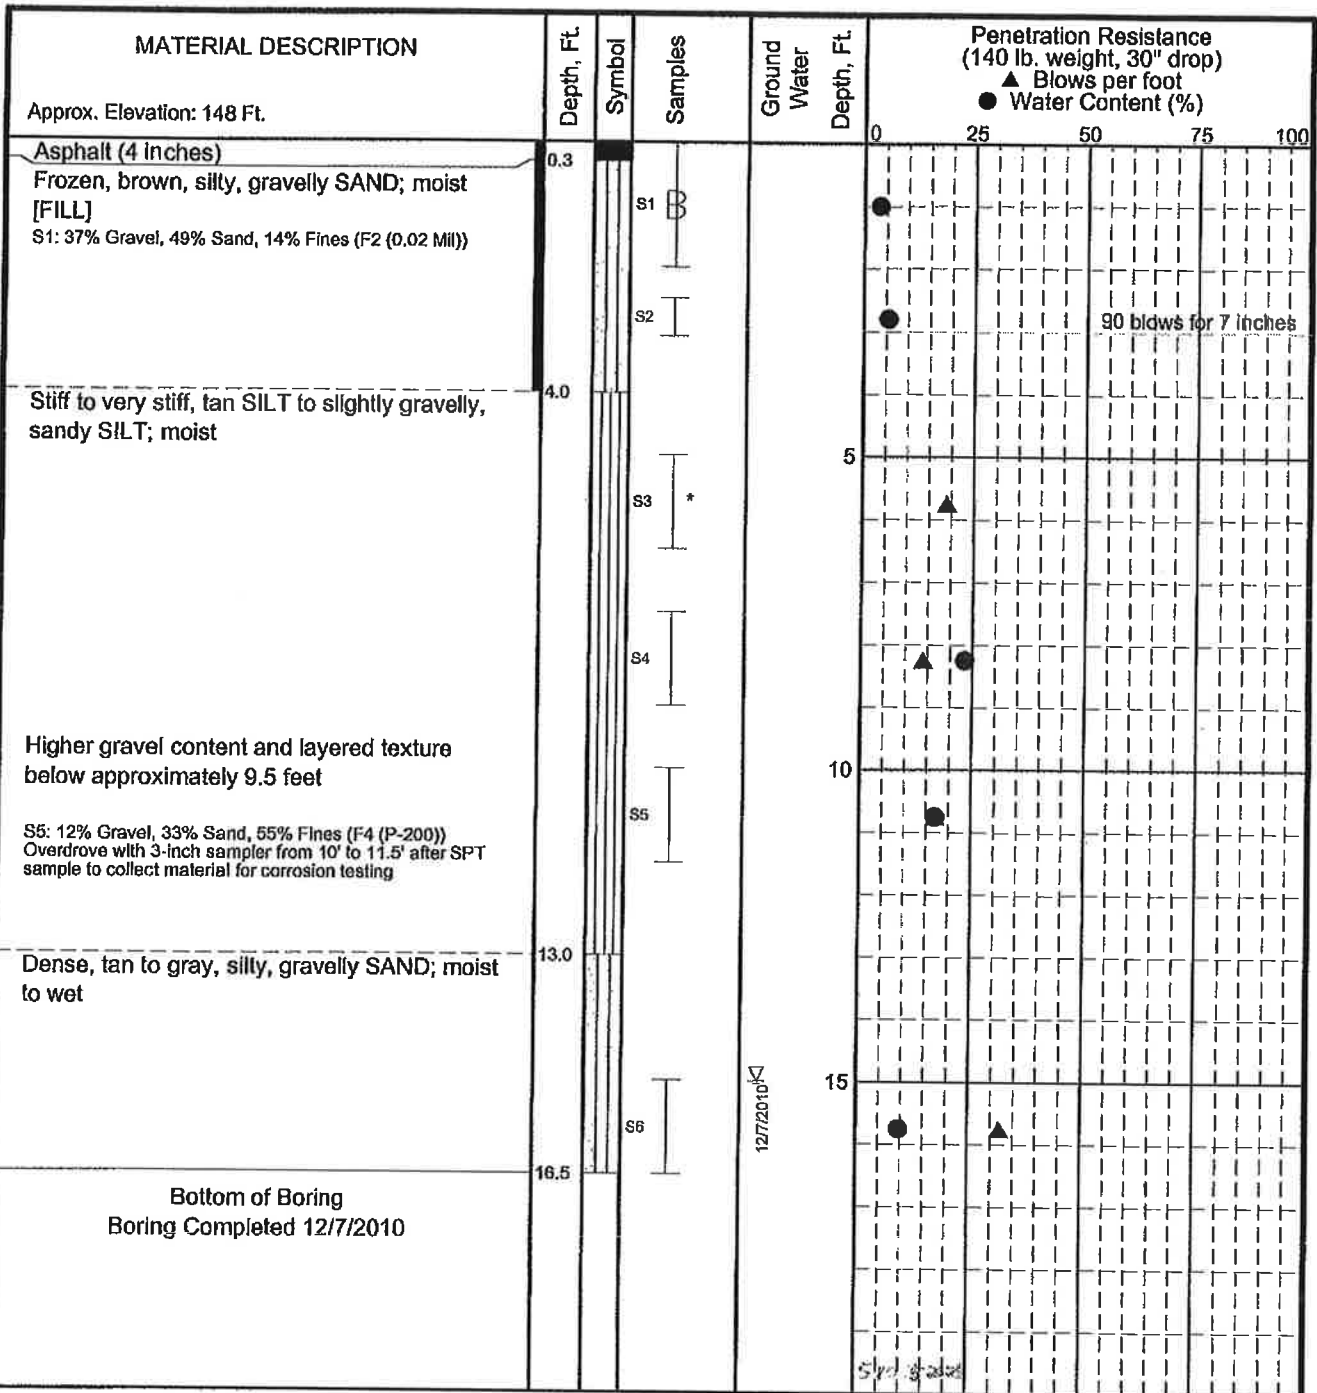 MATERIAL DESCRIPTION
Approx. Elevation: 148 Ft.
Depth, Ft.
Symbol
Samples
Ground Water
Depth, Ft.
Penetration Resistance
(140 lb. weight, 30" drop)
▲ Blows per foot
● Water Content (%)
0 25 50 75 100
Asphalt (4 inches)
0.3
Frozen, brown, silty, gravelly SAND; moist
[FILL]
S1: 37% Gravel, 49% Sand, 14% Fines (F2 (0.02 Mil))
S1
B
S2
90 blows for 7 inches
4.0
Stiff to very stiff, tan SILT to slightly gravelly,
sandy SILT; moist
5
S3 *
S4
Higher gravel content and layered texture
below approximately 9.5 feet
10
S5
S5: 12% Gravel, 33% Sand, 55% Fines (F4 (P-200))
Overdrove with 3-inch sampler from 10' to 11.5' after SPT
sample to collect material for corrosion testing
13.0
Dense, tan to gray, silty, gravelly SAND; moist
to wet
15
12/7/2010
S6
16.5
Bottom of Boring
Boring Completed 12/7/2010